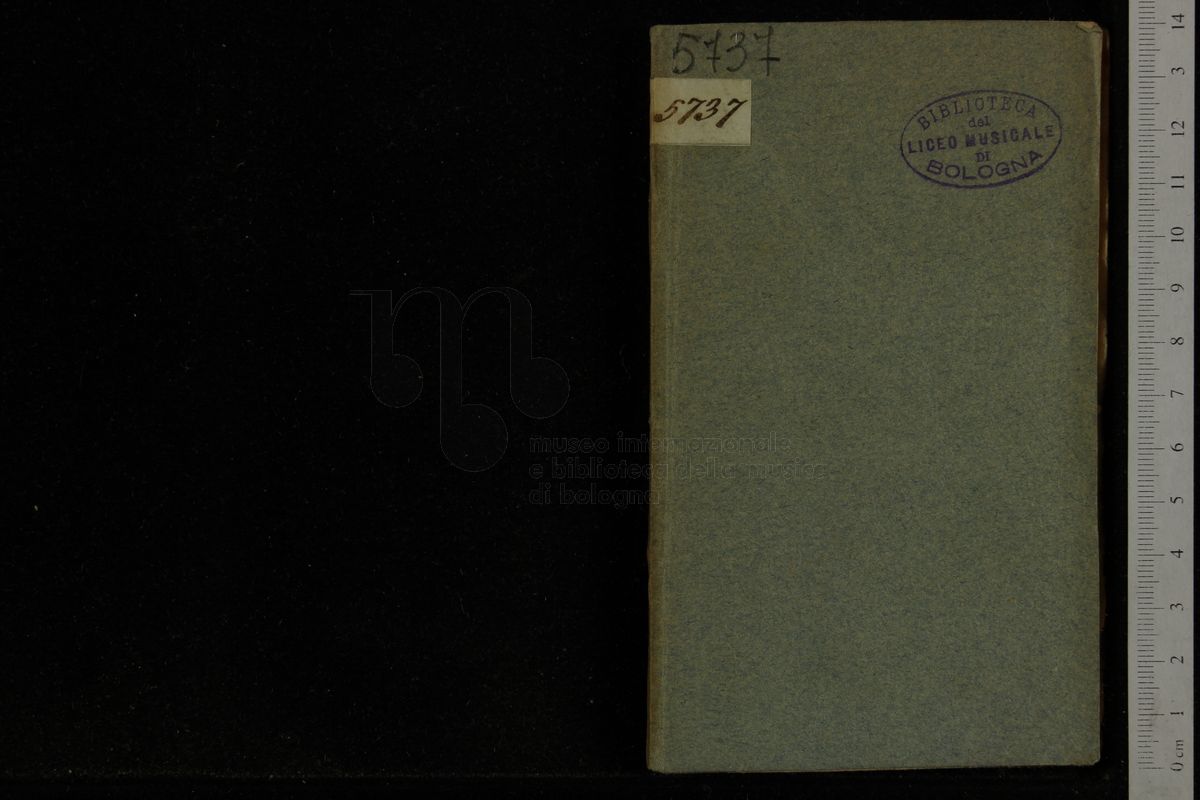 5737
5737
BIBLIOTECA
del
LICEO MUSICALE
DI
BOLOGNA
museo internazionale
e biblioteca della musica
di bologna
14
3
12
11
10
9
8
7
6
5
4
3
2
1
0 cm